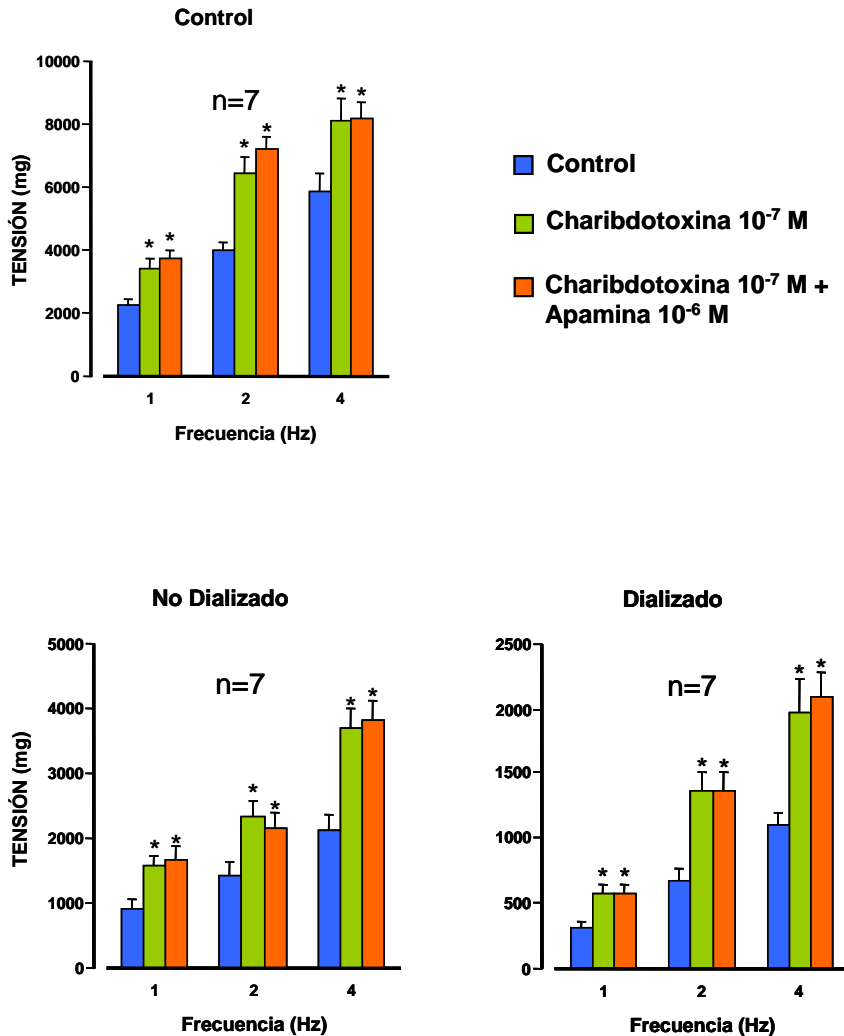 Control
10000
8000
6000
4000
2000
0
TENSIÓN (mg)
n=7
* * * * * *
1 2 4
Frecuencia (Hz)
Control
Charibdotoxina 10⁻⁷ M
Charibdotoxina 10⁻⁷ M +
Apamina 10⁻⁶ M
No Dializado
5000
4000
3000
2000
1000
0
TENSIÓN (mg)
n=7
* * * * * *
1 2 4
Frecuencia (Hz)
Dializado
2500
2000
1500
1000
500
0
n=7
* * * * * *
1 2 4
Frecuencia (Hz)